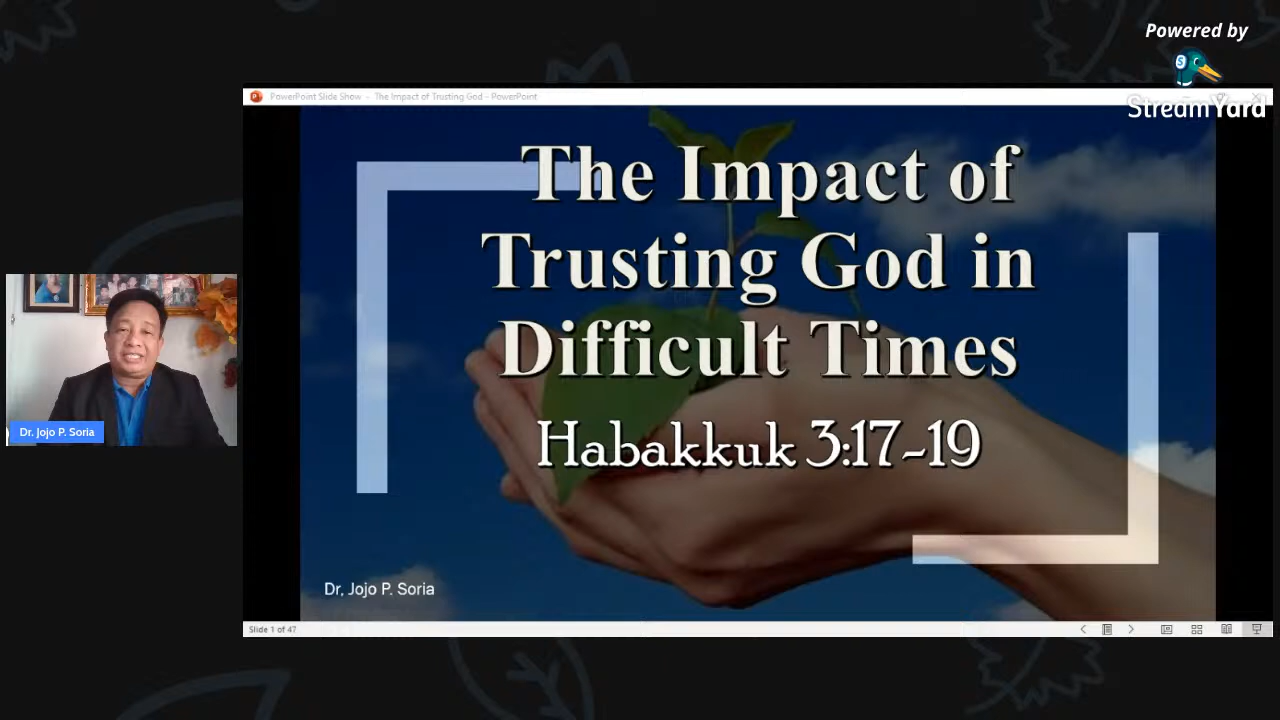 Powered by
StreamYard
PowerPoint Slide Show - The Impact of Trusting God - PowerPoint
The Impact of
Trusting God in
Difficult Times
Habakkuk 3:17-19
Dr. Jojo P. Soria
Dr. Jojo P. Soria
Slide 1 of 47